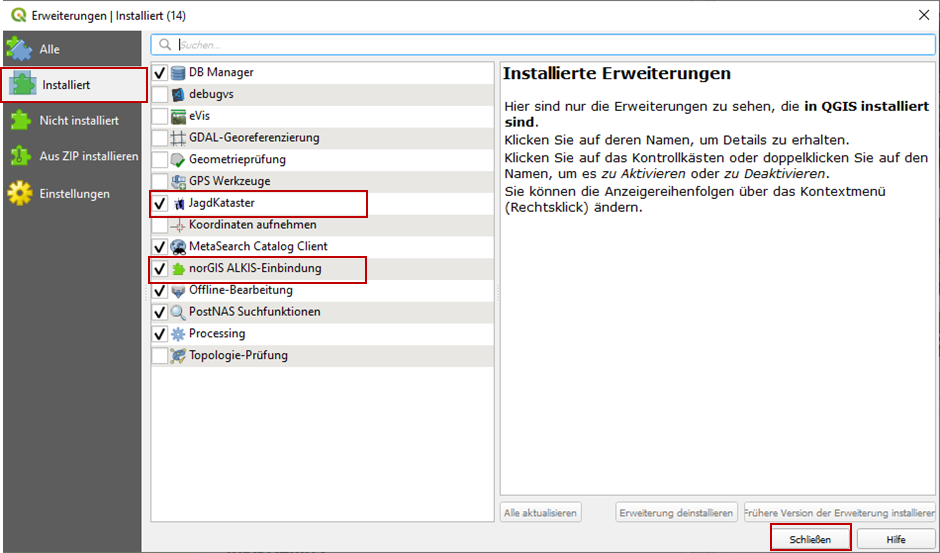 Erweiterungen | Installiert (14)
Alle
Installiert
Nicht installiert
Aus ZIP installieren
Einstellungen
Suchen...
DB Manager
debugvs
eVis
GDAL-Georeferenzierung
Geometrieprüfung
GPS Werkzeuge
JagdKataster
Koordinaten aufnehmen
MetaSearch Catalog Client
norGIS ALKIS-Einbindung
Offline-Bearbeitung
PostNAS Suchfunktionen
Processing
Topologie-Prüfung
Installierte Erweiterungen
Hier sind nur die Erweiterungen zu sehen, die in QGIS installiert
sind.
Klicken Sie auf deren Namen, um Details zu erhalten.
Klicken Sie auf das Kontrollkästen oder doppelklicken Sie auf den
Namen, um es zu Aktivieren oder zu Deaktivieren.
Sie können die Anzeigereihenfolgen über das Kontextmenü
(Rechtsklick) ändern.
Alle aktualisieren
Erweiterung deinstallieren
Frühere Version der Erweiterung installieren
Schließen
Hilfe